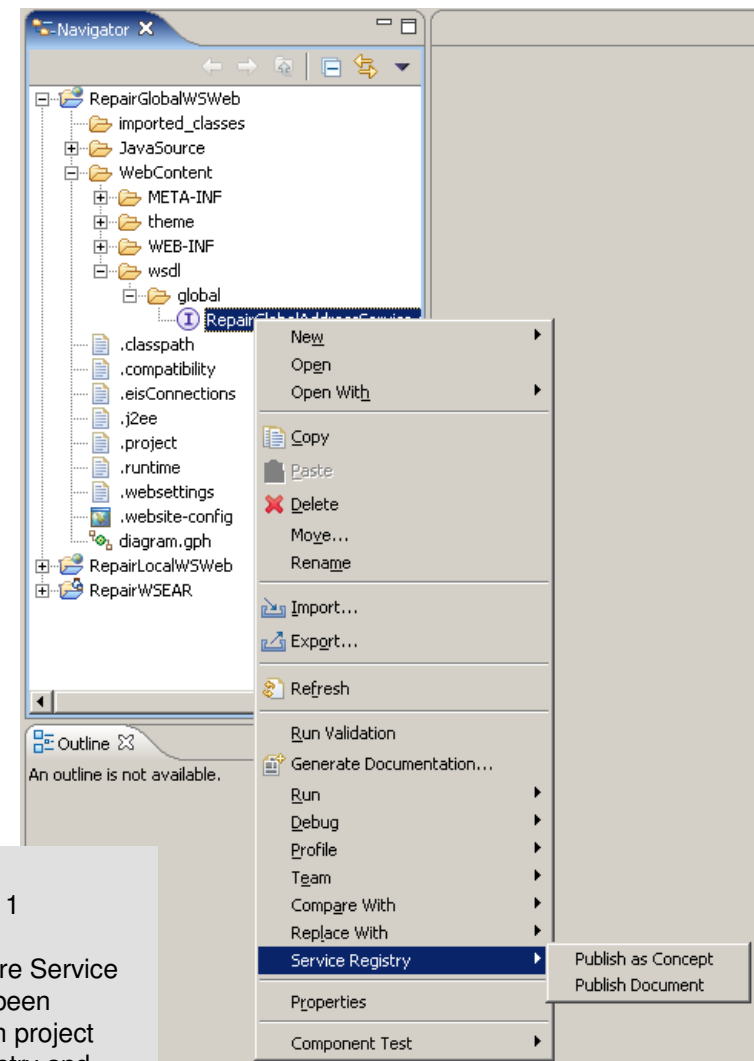 Navigator
RepairGlobalWSWeb
imported_classes
JavaSource
WebContent
META-INF
theme
WEB-INF
wsdl
global
RepairGlobalAddressService
.classpath
.compatibility
.eisConnections
.j2ee
.project
.runtime
.websettings
.website-config
diagram.gph
RepairLocalWSWeb
RepairWSEAR
New
Open
Open With
Copy
Paste
Delete
Move...
Rename
Import...
Export...
Refresh
Run Validation
Generate Documentation...
Run
Debug
Profile
Team
Compare With
Replace With
Service Registry
Properties
Component Test
Publish as Concept
Publish Document
Outline
An outline is not available.
1
re Service
been
project
and